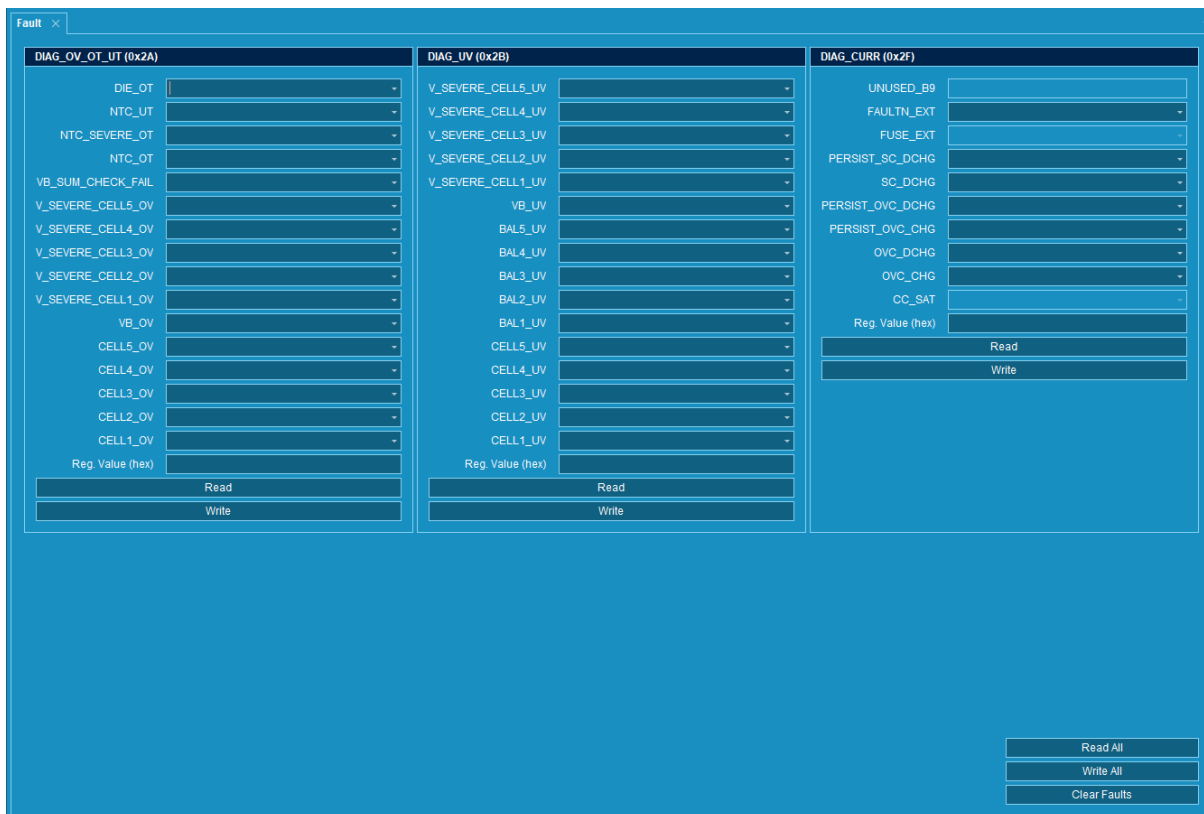 Fault ×
DIAG_OV_OT_UT (0x2A)
DIE_OT
NTC_UT
NTC_SEVERE_OT
NTC_OT
VB_SUM_CHECK_FAIL
V_SEVERE_CELL5_OV
V_SEVERE_CELL4_OV
V_SEVERE_CELL3_OV
V_SEVERE_CELL2_OV
V_SEVERE_CELL1_OV
VB_OV
CELL5_OV
CELL4_OV
CELL3_OV
CELL2_OV
CELL1_OV
Reg. Value (hex)
Read
Write
DIAG_UV (0x2B)
V_SEVERE_CELL5_UV
V_SEVERE_CELL4_UV
V_SEVERE_CELL3_UV
V_SEVERE_CELL2_UV
V_SEVERE_CELL1_UV
VB_UV
BAL5_UV
BAL4_UV
BAL3_UV
BAL2_UV
BAL1_UV
CELL5_UV
CELL4_UV
CELL3_UV
CELL2_UV
CELL1_UV
Reg. Value (hex)
Read
Write
DIAG_CURR (0x2F)
UNUSED_B9
FAULTN_EXT
FUSE_EXT
PERSIST_SC_DCHG
SC_DCHG
PERSIST_OVC_DCHG
PERSIST_OVC_CHG
OVC_DCHG
OVC_CHG
CC_SAT
Reg. Value (hex)
Read
Write
Read All
Write All
Clear Faults